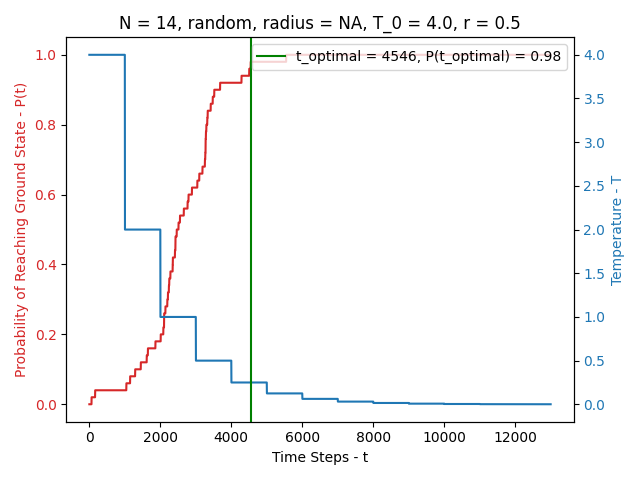 N = 14, random, radius = NA, T_0 = 4.0, r = 0.5
t_optimal = 4546, P(t_optimal) = 0.98
Probability of Reaching Ground State - P(t)
1.0
0.8
0.6
0.4
0.2
0.0
4.0
3.5
3.0
2.5
2.0
1.5
1.0
0.5
0.0
Temperature - T
0 2000 4000 6000 8000 10000 12000
Time Steps - t